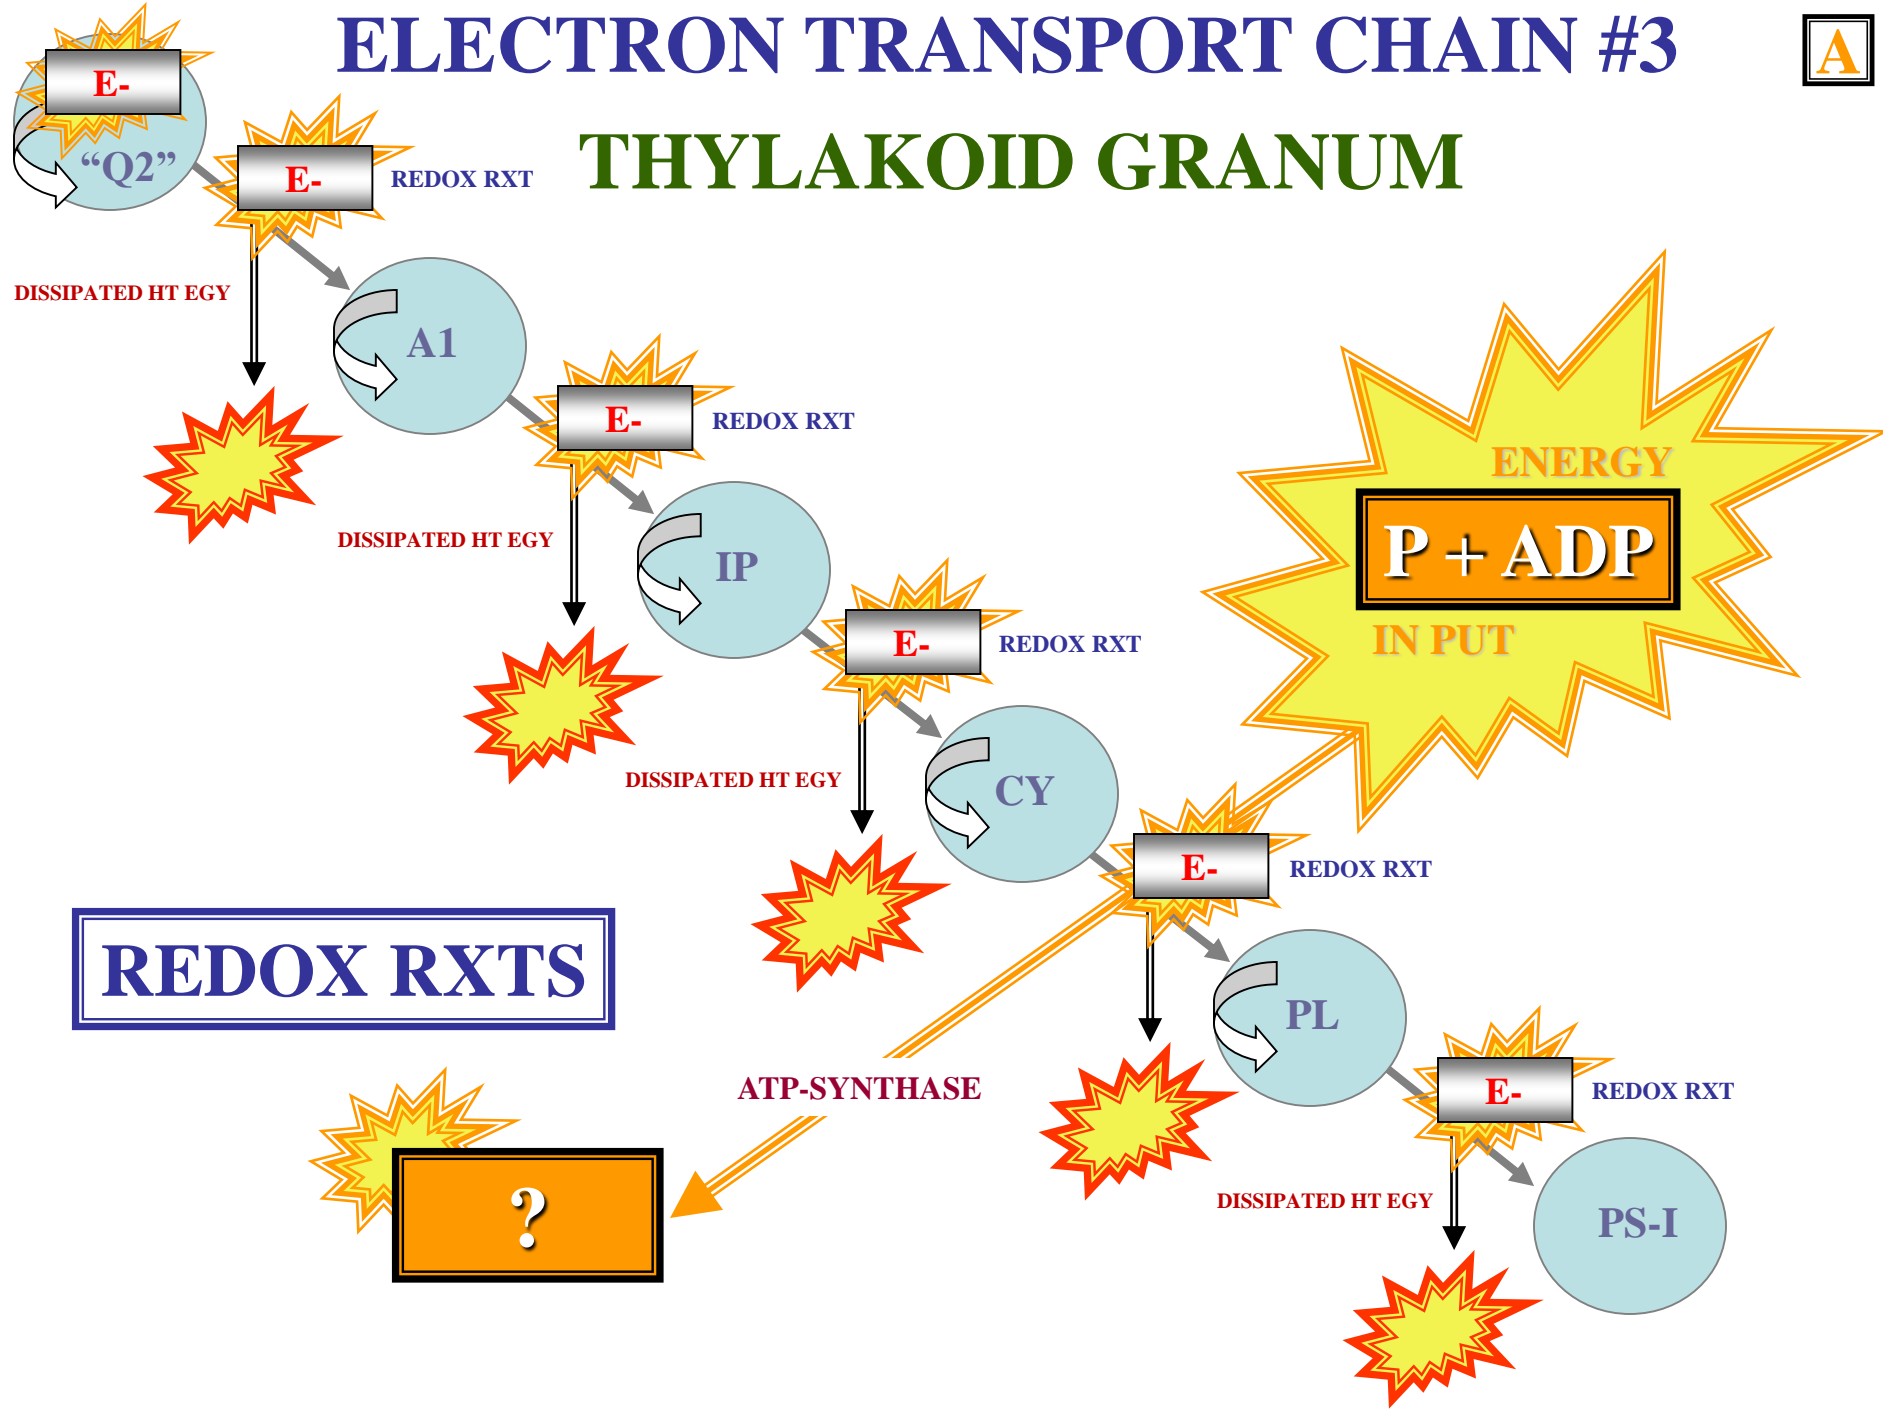 ELECTRON TRANSPORT CHAIN #3
A
THYLAKOID GRANUM
E-
“Q2”
E-
REDOX RXT
DISSIPATED HT EGY
A1
E-
REDOX RXT
DISSIPATED HT EGY
IP
E-
REDOX RXT
DISSIPATED HT EGY
CY
ENERGY
P + ADP
IN PUT
E-
REDOX RXT
REDOX RXTS
PL
ATP-SYNTHASE
E-
REDOX RXT
DISSIPATED HT EGY
?
PS-I